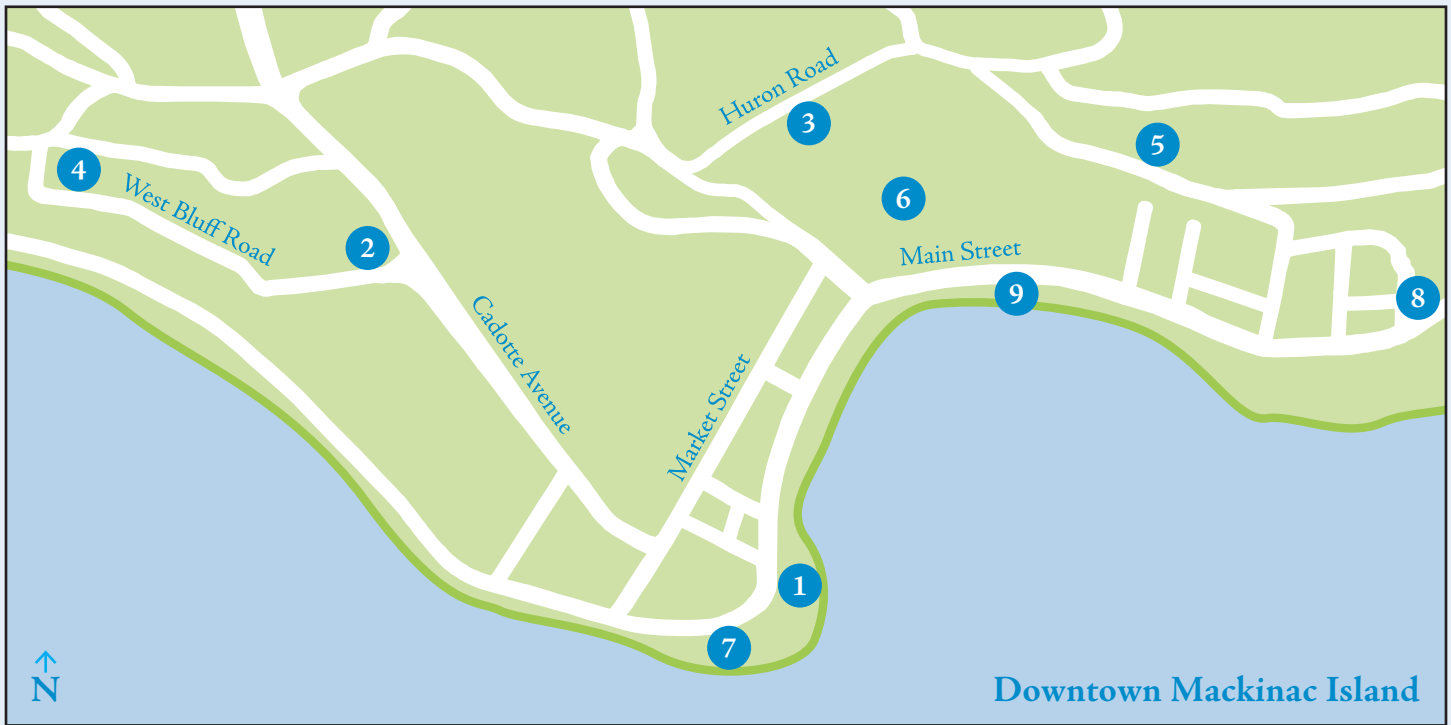 Huron Road
3
5
4
West Bluff Road
6
2
Main Street
9
8
Cadotte Avenue
Market Street
1
7
N
Downtown Mackinac Island